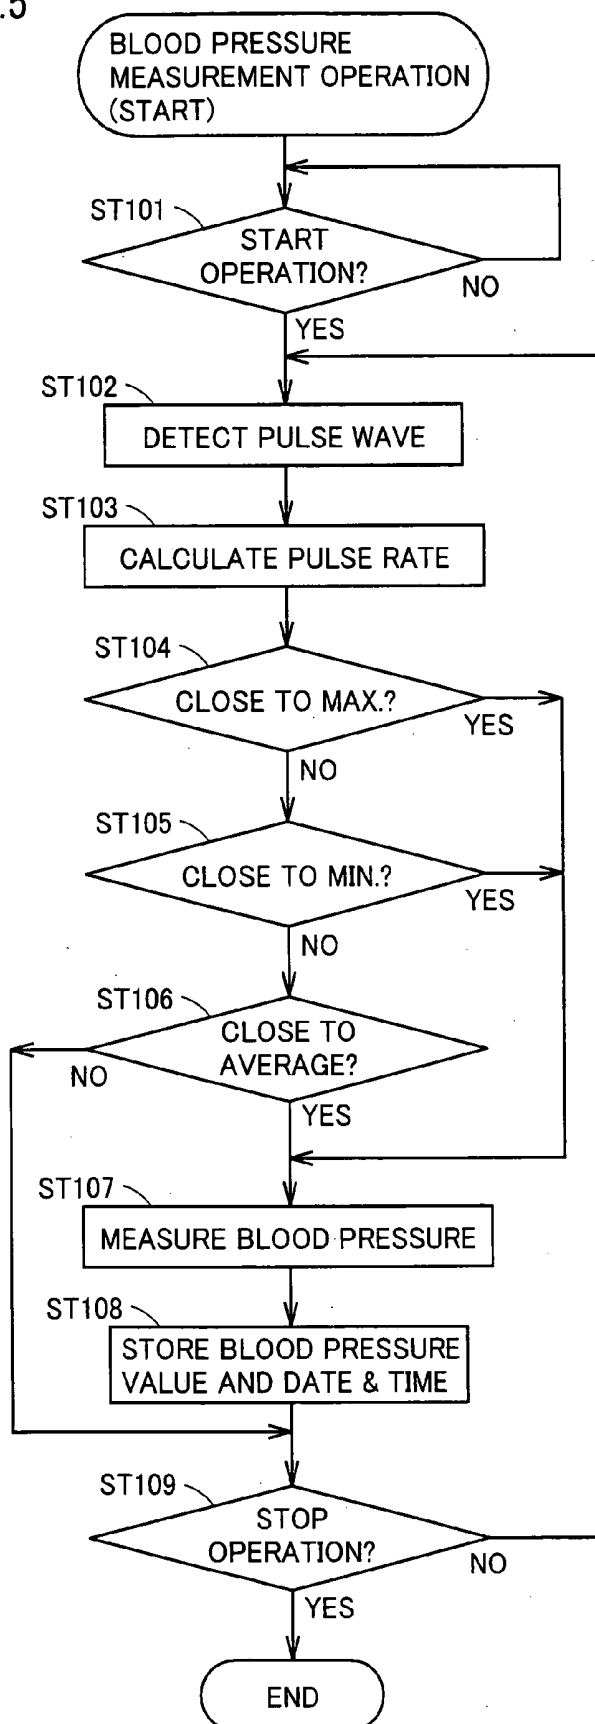 .5
BLOOD PRESSURE
MEASUREMENT OPERATION
(START)
ST101
START
OPERATION?
NO
YES
ST102
DETECT PULSE WAVE
ST103
CALCULATE PULSE RATE
ST104
CLOSE TO MAX.?
YES
NO
ST105
CLOSE TO MIN.?
YES
NO
ST106
CLOSE TO
AVERAGE?
NO
YES
ST107
MEASURE BLOOD PRESSURE
ST108
STORE BLOOD PRESSURE
VALUE AND DATE & TIME
ST109
STOP
OPERATION?
NO
YES
END